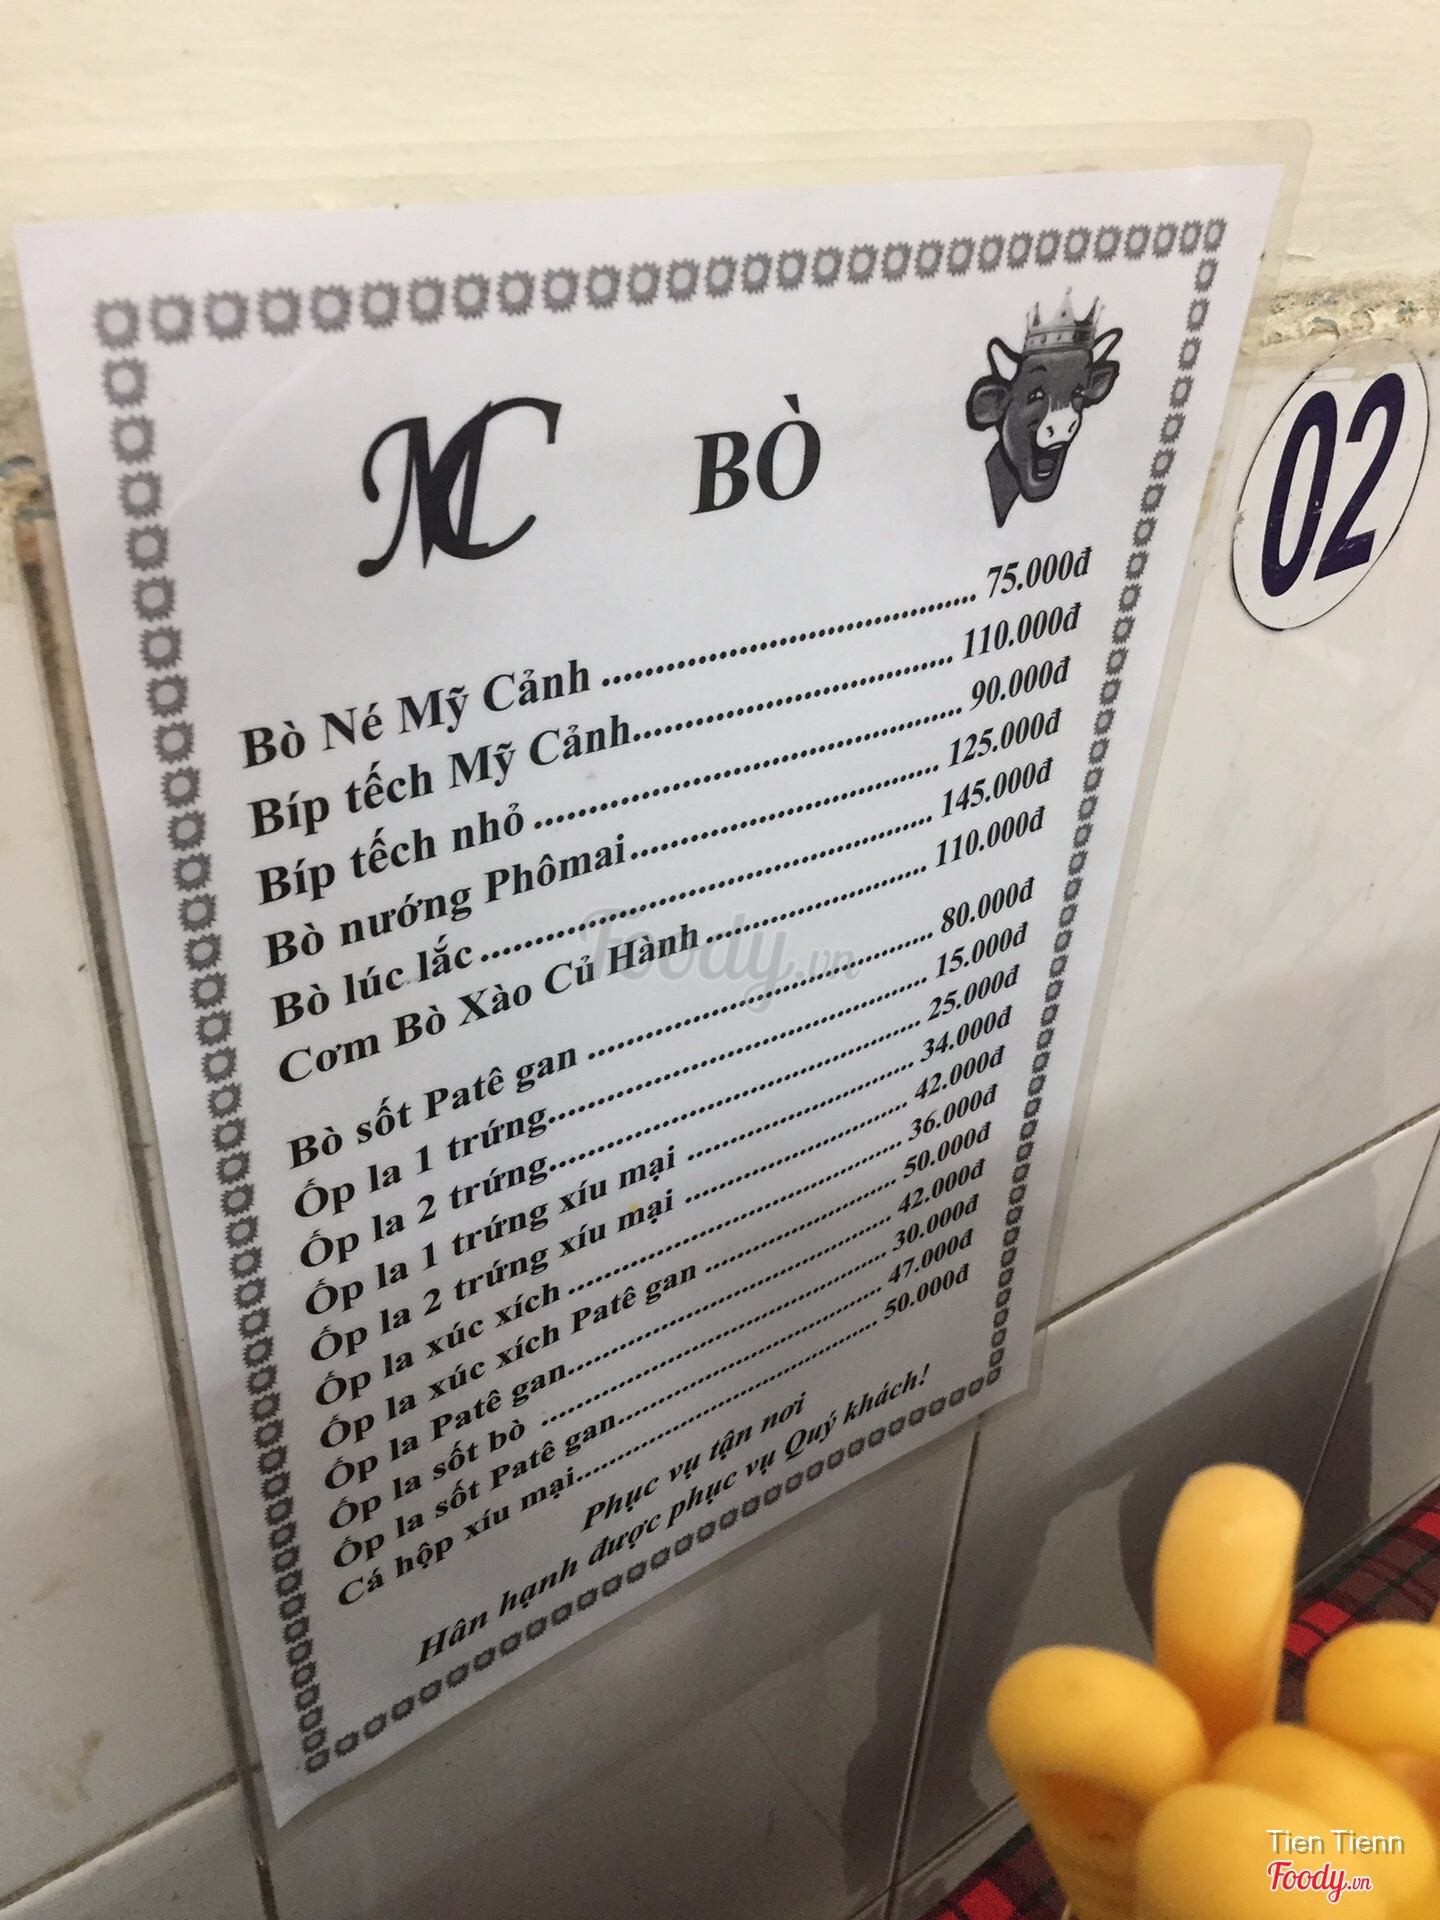 MC BÒ
02
Bò Né Mỹ Cảnh ........................ 75.000đ
Bíp tếch Mỹ Cảnh........................ 110.000đ
Bíp tếch nhỏ ........................ 90.000đ
Bò nướng Phômai........................ 125.000đ
Bò lúc lắc ........................ 145.000đ
Cơm Bò Xào Củ Hành ........................ 110.000đ
Bò sốt Patê gan ........................ 80.000đ
Ốp la 1 trứng........................ 15.000đ
Ốp la 2 trứng........................ 25.000đ
Ốp la 1 trứng xíu mại ........................ 34.000đ
Ốp la 2 trứng xíu mại ........................ 42.000đ
Ốp la xúc xích ........................ 36.000đ
Ốp la xúc xích Patê gan ........................ 50.000đ
Ốp la Patê gan........................ 42.000đ
Ốp la sốt bò ........................ 30.000đ
Ốp la sốt Patê gan........................ 47.000đ
Cá hộp xíu mại........................ 50.000đ
Phục vụ tận nơi
Hân hạnh được phục vụ Quý khách!
Foody.vn
Tien Tienn
Foody.vn